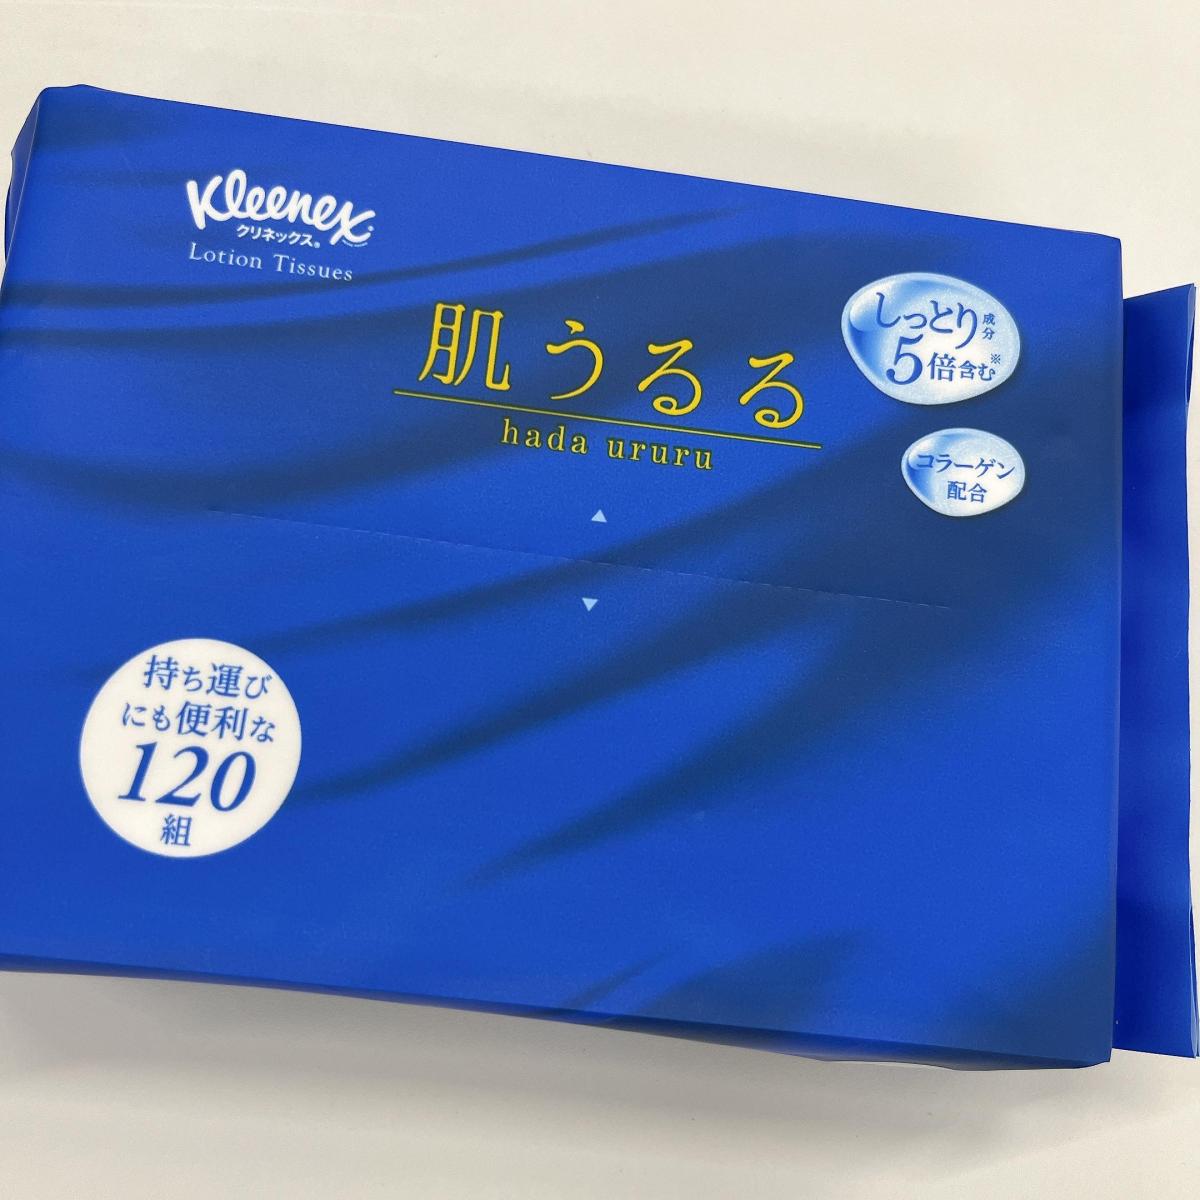 Kleenex
クリネックス®
Lotion Tissues
肌うるる
hada ururu
しっとり成分
5倍含む※
コラーゲン
配合
持ち運び
にも便利な
120
組